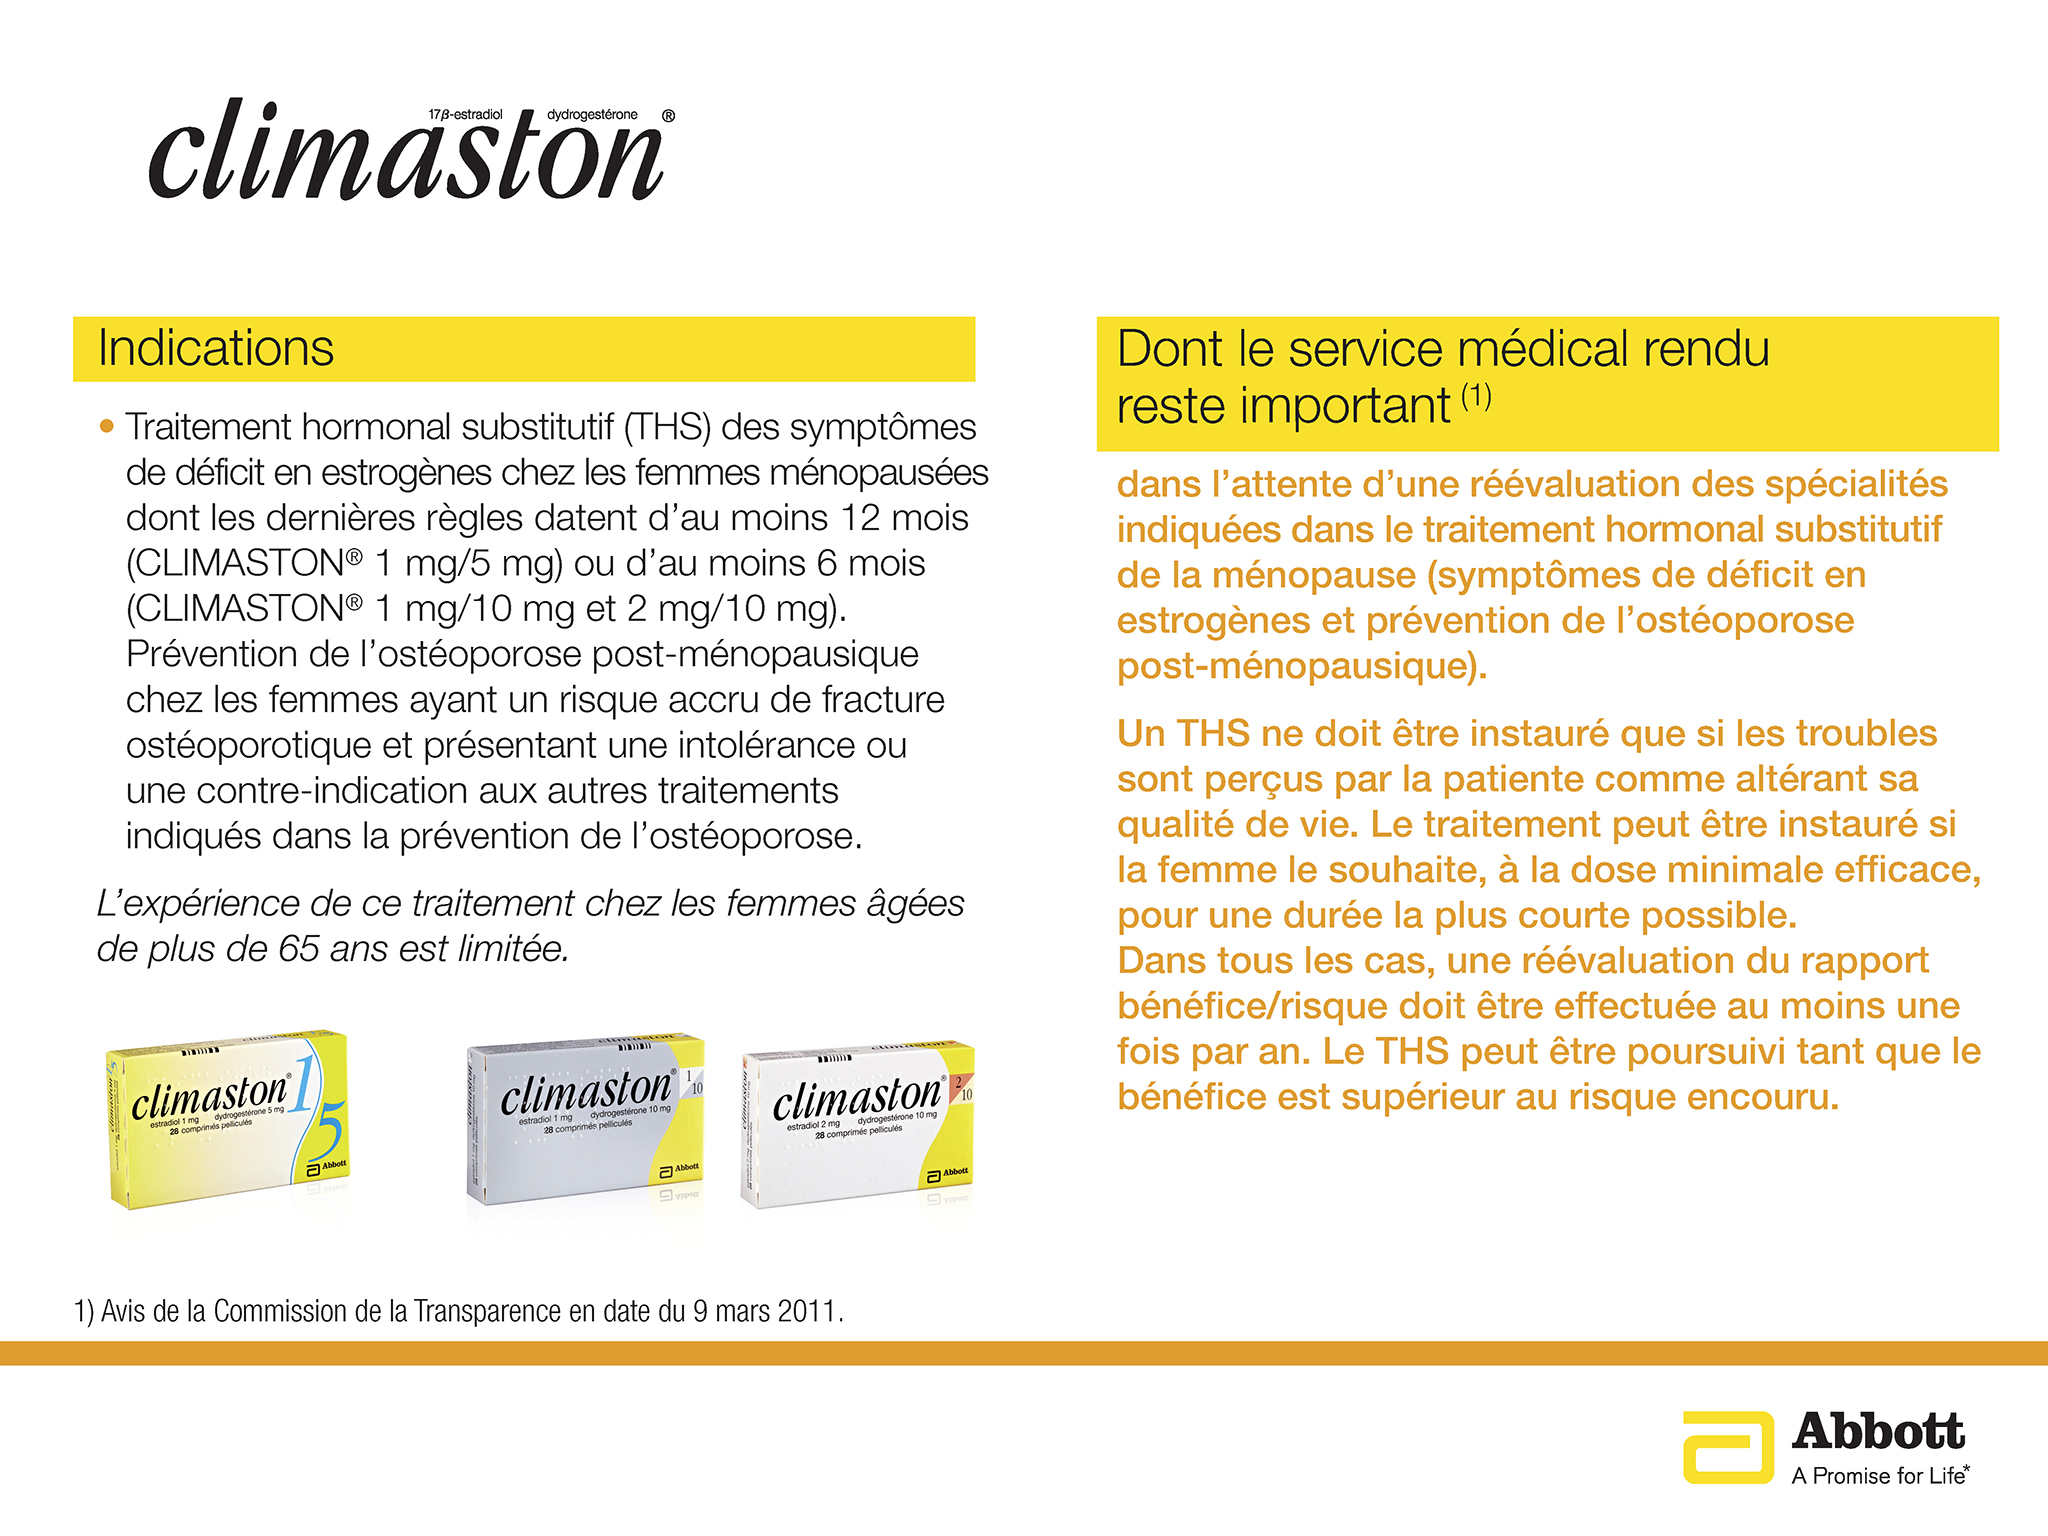 17β-estradiol dydrogestérone ®
climaston
Indications
• Traitement hormonal substitutif (THS) des symptômes
de déficit en estrogènes chez les femmes ménopausées
dont les dernières règles datent d’au moins 12 mois
(CLIMASTON® 1 mg/5 mg) ou d’au moins 6 mois
(CLIMASTON® 1 mg/10 mg et 2 mg/10 mg).
Prévention de l’ostéoporose post-ménopausique
chez les femmes ayant un risque accru de fracture
ostéoporotique et présentant une intolérance ou
une contre-indication aux autres traitements
indiqués dans la prévention de l’ostéoporose.
L’expérience de ce traitement chez les femmes âgées
de plus de 65 ans est limitée.
climaston
climaston® 1
5
estradiol 1 mg dydrogestérone 5 mg
28 comprimés pelliculés
Abbott
climaston
climaston® 1
10
estradiol 1 mg dydrogestérone 10 mg
28 comprimés pelliculés
Abbott
climaston
climaston® 2
10
estradiol 2 mg dydrogestérone 10 mg
28 comprimés pelliculés
Abbott
Dont le service médical rendu
reste important (1)
dans l’attente d’une réévaluation des spécialités
indiquées dans le traitement hormonal substitutif
de la ménopause (symptômes de déficit en
estrogènes et prévention de l’ostéoporose
post-ménopausique).
Un THS ne doit être instauré que si les troubles
sont perçus par la patiente comme altérant sa
qualité de vie. Le traitement peut être instauré si
la femme le souhaite, à la dose minimale efficace,
pour une durée la plus courte possible.
Dans tous les cas, une réévaluation du rapport
bénéfice/risque doit être effectuée au moins une
fois par an. Le THS peut être poursuivi tant que le
bénéfice est supérieur au risque encouru.
1) Avis de la Commission de la Transparence en date du 9 mars 2011.
Abbott
A Promise for Life*